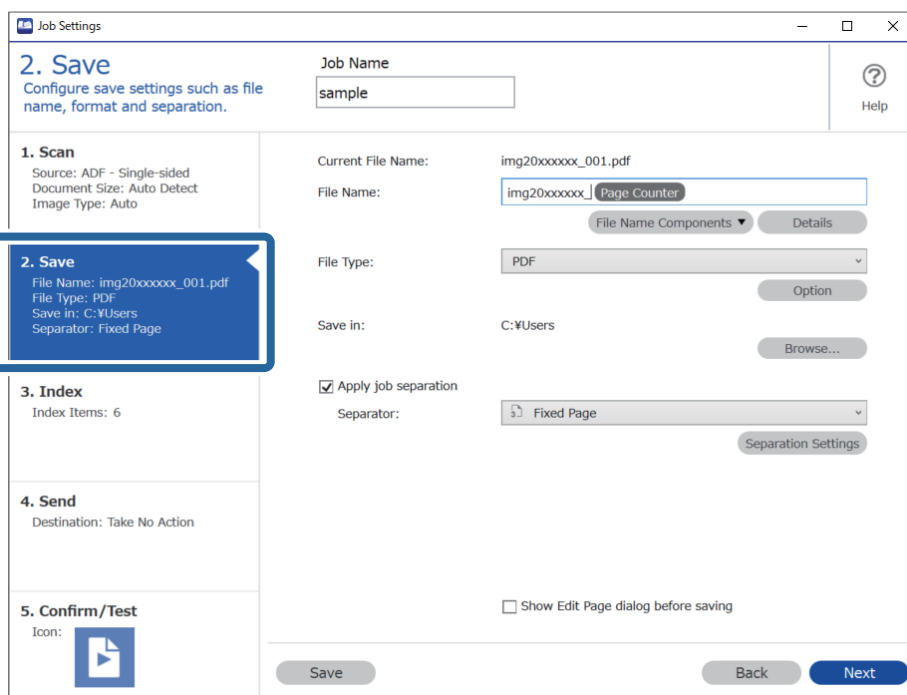 Job Settings
2. Save
Configure save settings such as file
name, format and separation.
Job Name
sample
Help
1. Scan
Source: ADF - Single-sided
Document Size: Auto Detect
Image Type: Auto
2. Save
File Name: img20xxxxxx_001.pdf
File Type: PDF
Save in: C:¥Users
Separator: Fixed Page
3. Index
Index Items: 6
4. Send
Destination: Take No Action
5. Confirm/Test
Icon:
Current File Name: img20xxxxxx_001.pdf
File Name: img20xxxxxx_ Page Counter
File Name Components ▼ Details
File Type: PDF
Option
Save in: C:¥Users
Browse...
Apply job separation
Separator: Fixed Page
Separation Settings
Show Edit Page dialog before saving
Save Back Next